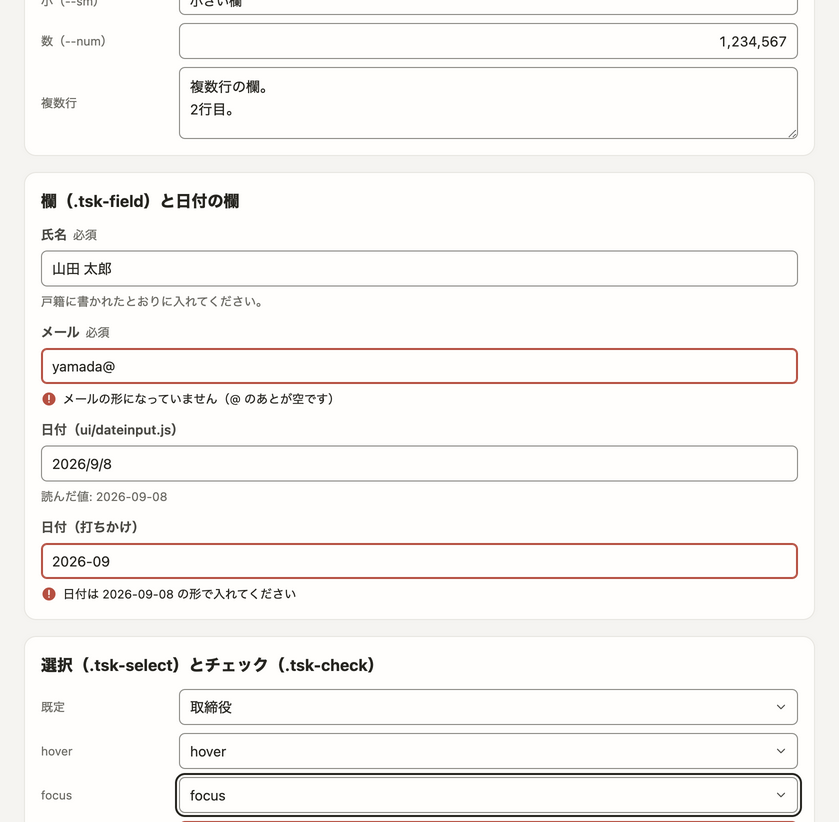 小（--sm）
小さい欄
数（--num）
1,234,567
複数行
複数行の欄。
2行目。
欄（.tsk-field）と日付の欄
氏名 必須
山田 太郎
戸籍に書かれたとおりに入れてください。
メール 必須
yamada@
メールの形になっていません（@ のあとが空です）
日付（ui/dateinput.js）
2026/9/8
読んだ値: 2026-09-08
日付（打ちかけ）
2026-09
日付は 2026-09-08 の形で入れてください
選択（.tsk-select）とチェック（.tsk-check）
既定
取締役
hover
hover
focus
focus